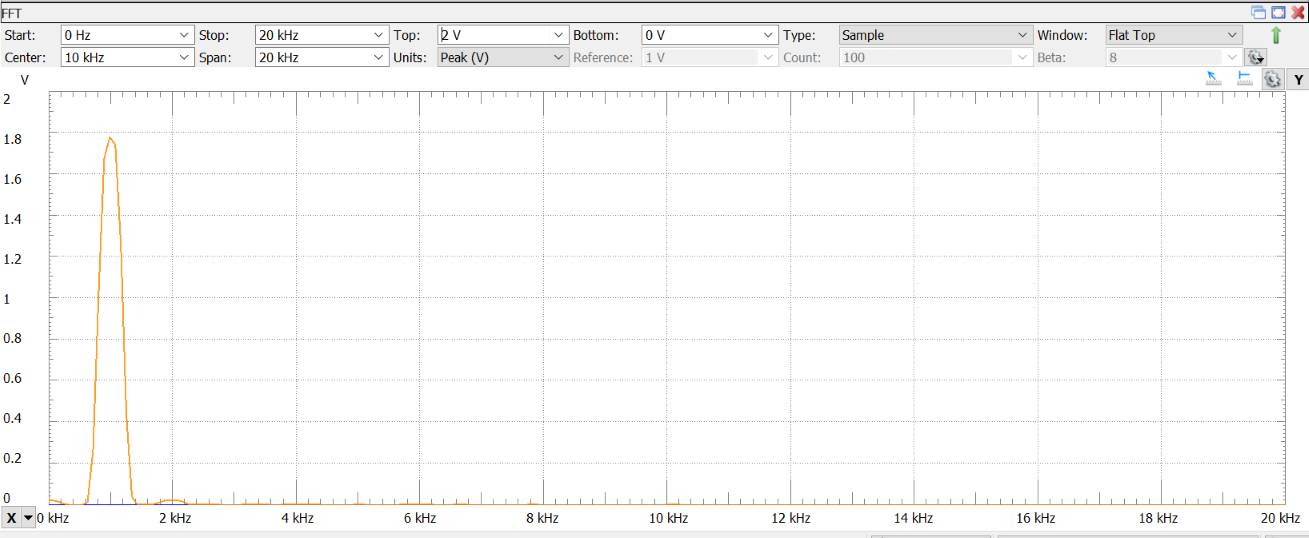 FFT
Start: 0 Hz Stop: 20 kHz Top: 2 V Bottom: 0 V Type: Sample Window: Flat Top
Center: 10 kHz Span: 20 kHz Units: Peak (V) Reference: 1 V Count: 100 Beta: 8
V
Y
2
1.8
1.6
1.4
1.2
1
0.8
0.6
0.4
0.2
0
X 0 kHz 2 kHz 4 kHz 6 kHz 8 kHz 10 kHz 12 kHz 14 kHz 16 kHz 18 kHz 20 kHz